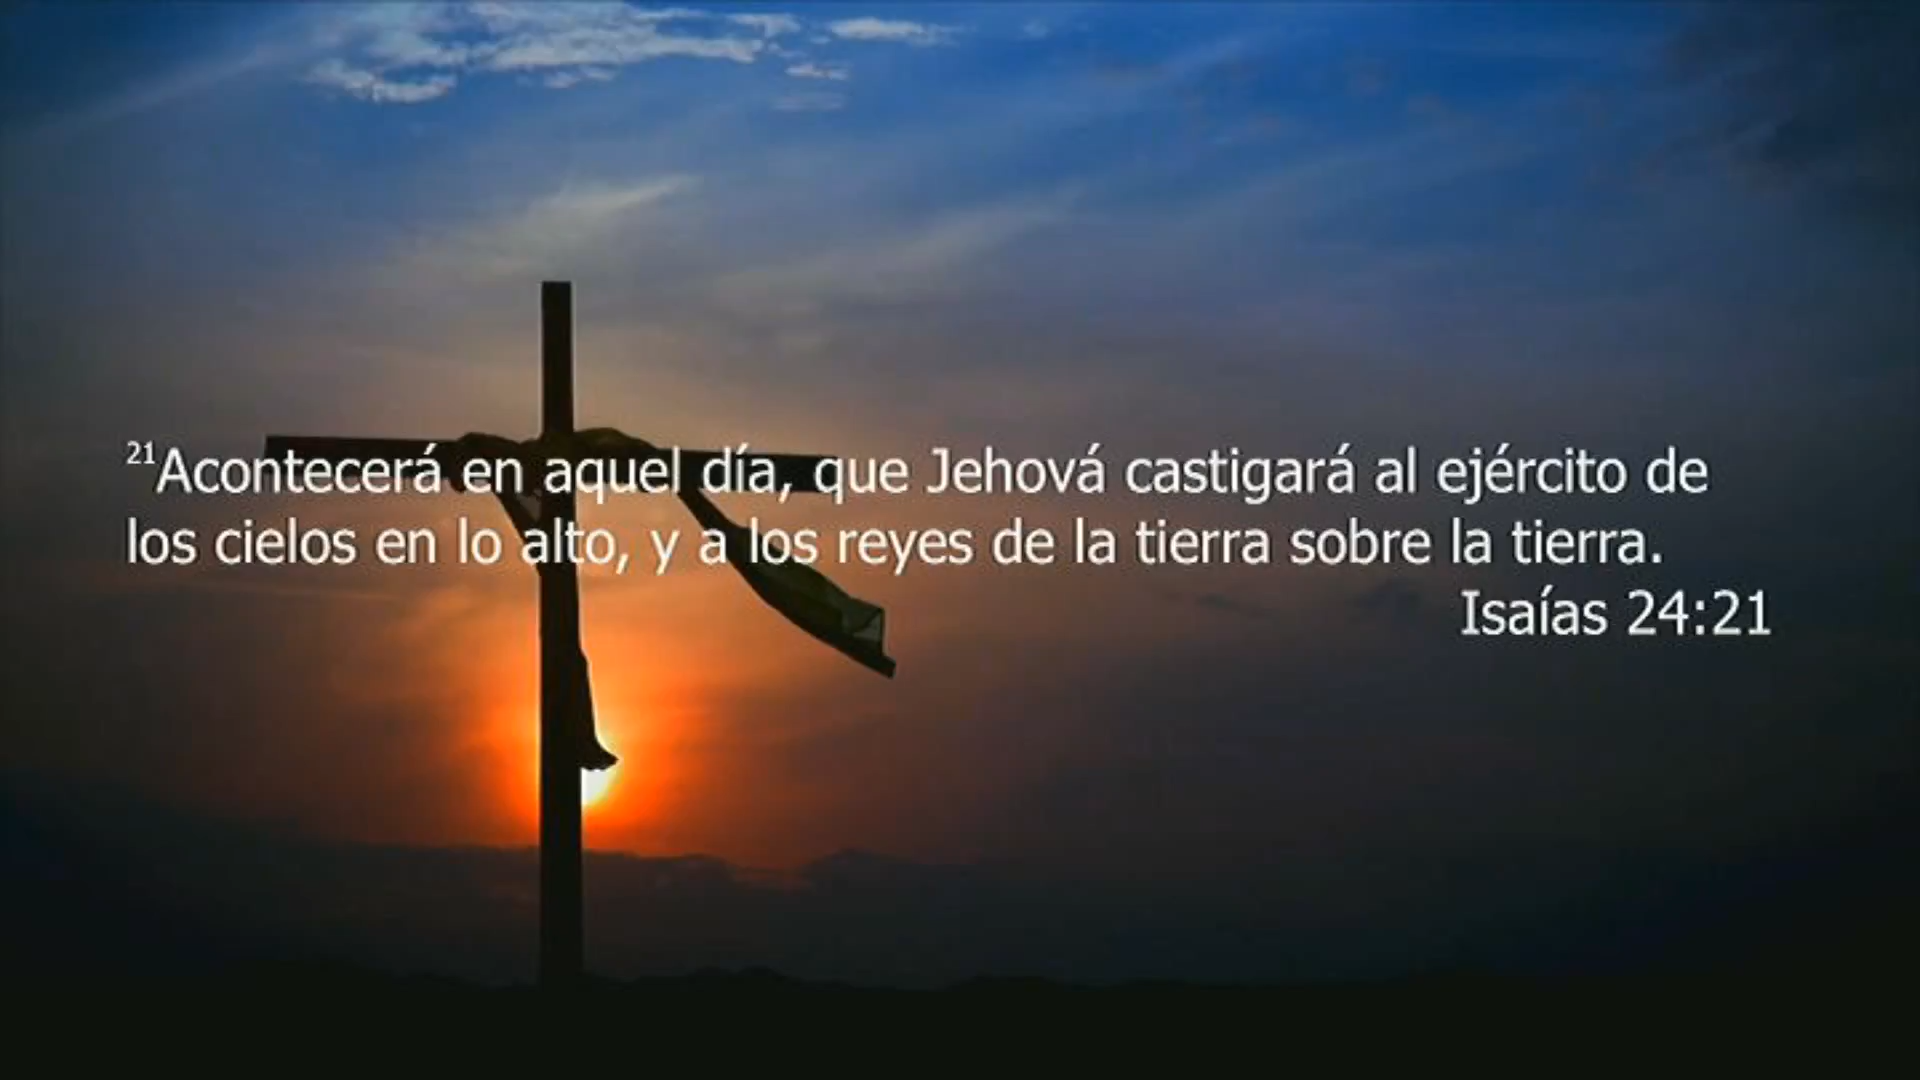 21Acontecerá en aquel día, que Jehová castigará al ejército de
los cielos en lo alto, y a los reyes de la tierra sobre la tierra.
Isaías 24:21